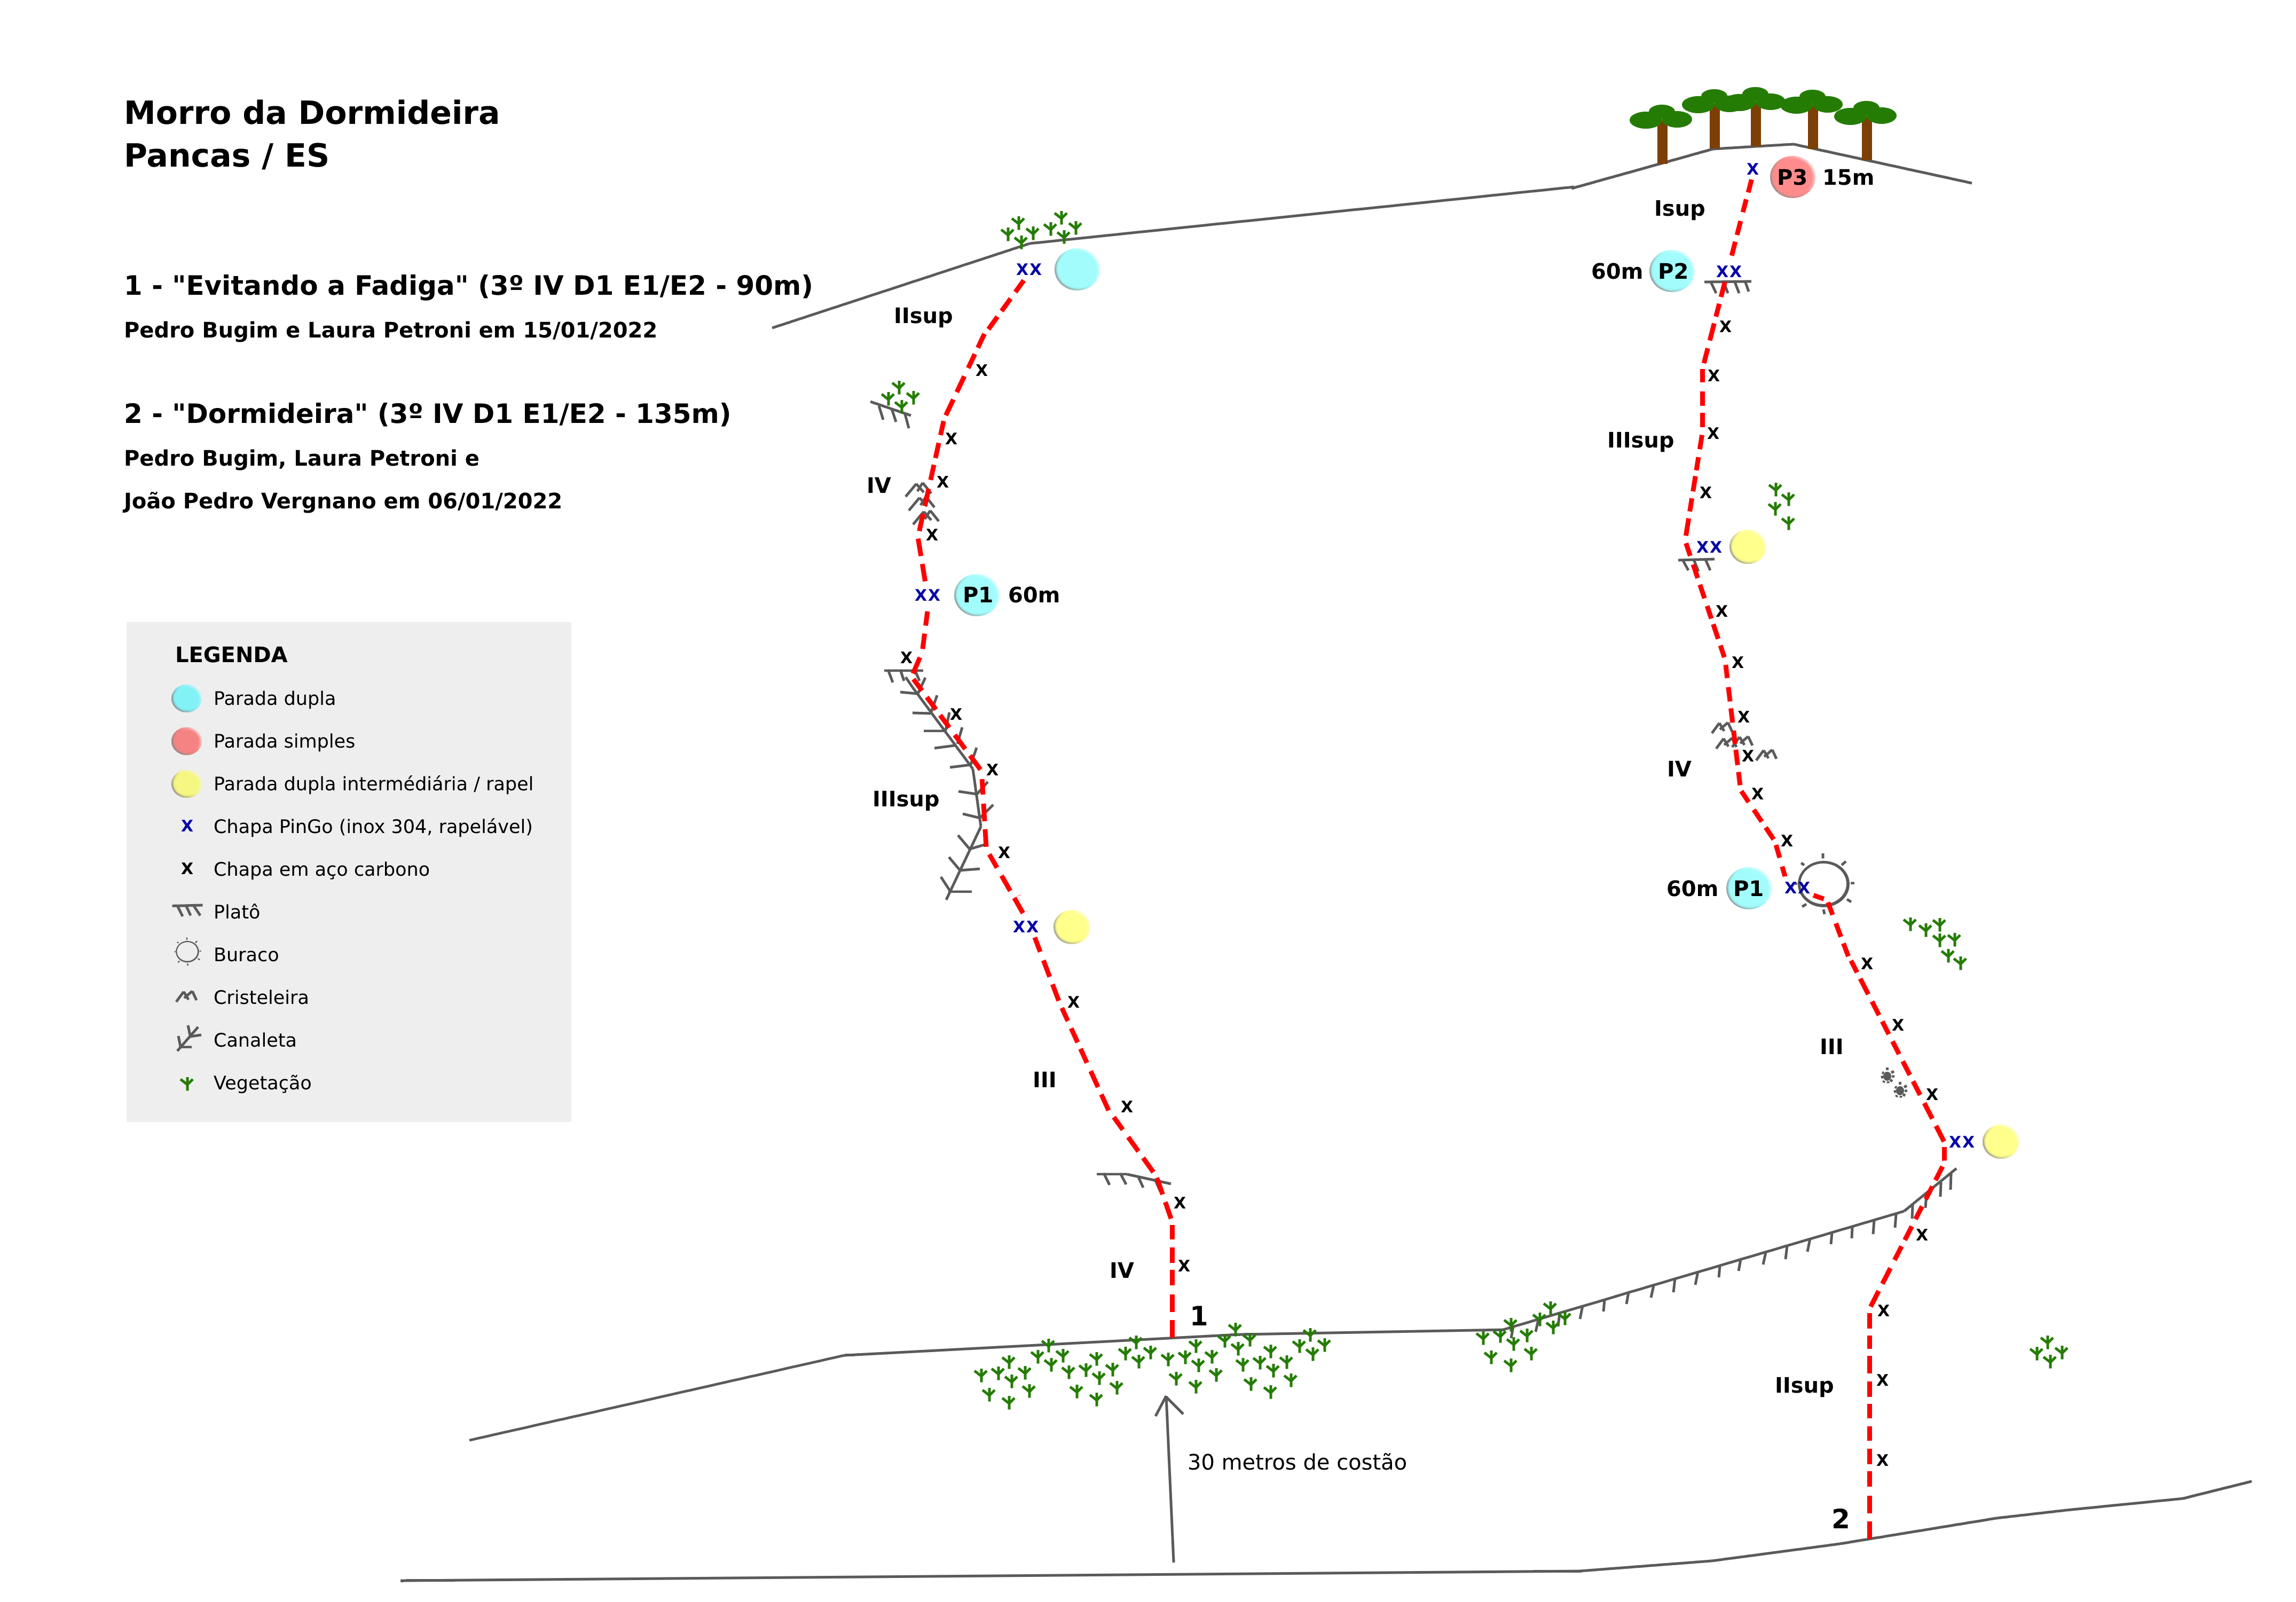 Morro da Dormideira
Pancas / ES
1 - "Evitando a Fadiga" (3º IV D1 E1/E2 - 90m)
Pedro Bugim e Laura Petroni em 15/01/2022
2 - "Dormideira" (3º IV D1 E1/E2 - 135m)
Pedro Bugim, Laura Petroni e
João Pedro Vergnano em 06/01/2022
LEGENDA
Parada dupla
Parada simples
Parada dupla intermédiária / rapel
x Chapa PinGo (inox 304, rapelável)
x Chapa em aço carbono
Platô
Buraco
Cristeleira
Canaleta
Vegetação
xx
IIsup
x
x
IV
x
x
xx P1 60m
x
x
x
IIIsup
x
xx
x
III
x
x
IV
x
1
30 metros de costão
x P3 15m
Isup
60m P2 xx
x
x
IIIsup
x
x
xx
x
x
x
x
IV
x
x
60m P1 xx
x
x
III
x
xx
x
x
IIsup
x
x
2